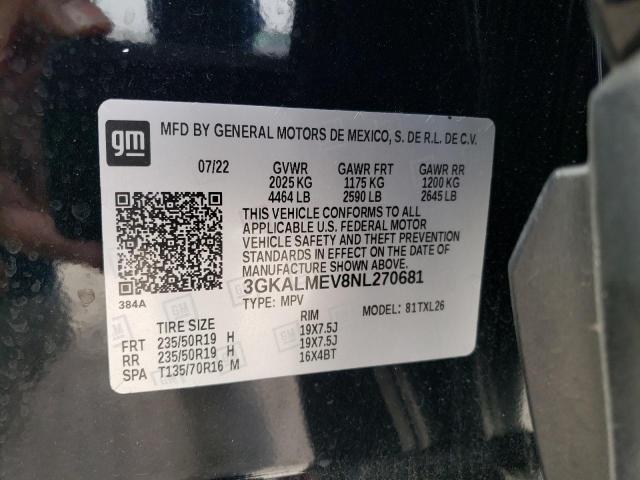 gm
MFD BY GENERAL MOTORS DE MEXICO, S. DE R.L. DE C.V.
07/22 GVWR GAWR FRT GAWR RR
2025 KG 1175 KG 1200 KG
4464 LB 2590 LB 2645 LB
THIS VEHICLE CONFORMS TO ALL
APPLICABLE U.S. FEDERAL MOTOR
VEHICLE SAFETY AND THEFT PREVENTION
STANDARDS IN EFFECT ON THE DATE OF
MANUFACTURE SHOWN ABOVE.
384A
3GKALMEV8NL270681
TYPE: MPV MODEL: 81TXL26
TIRE SIZE RIM
FRT 235/50R19 H 19X7.5J
RR 235/50R19 H 19X7.5J
SPA T135/70R16 M 16X4BT